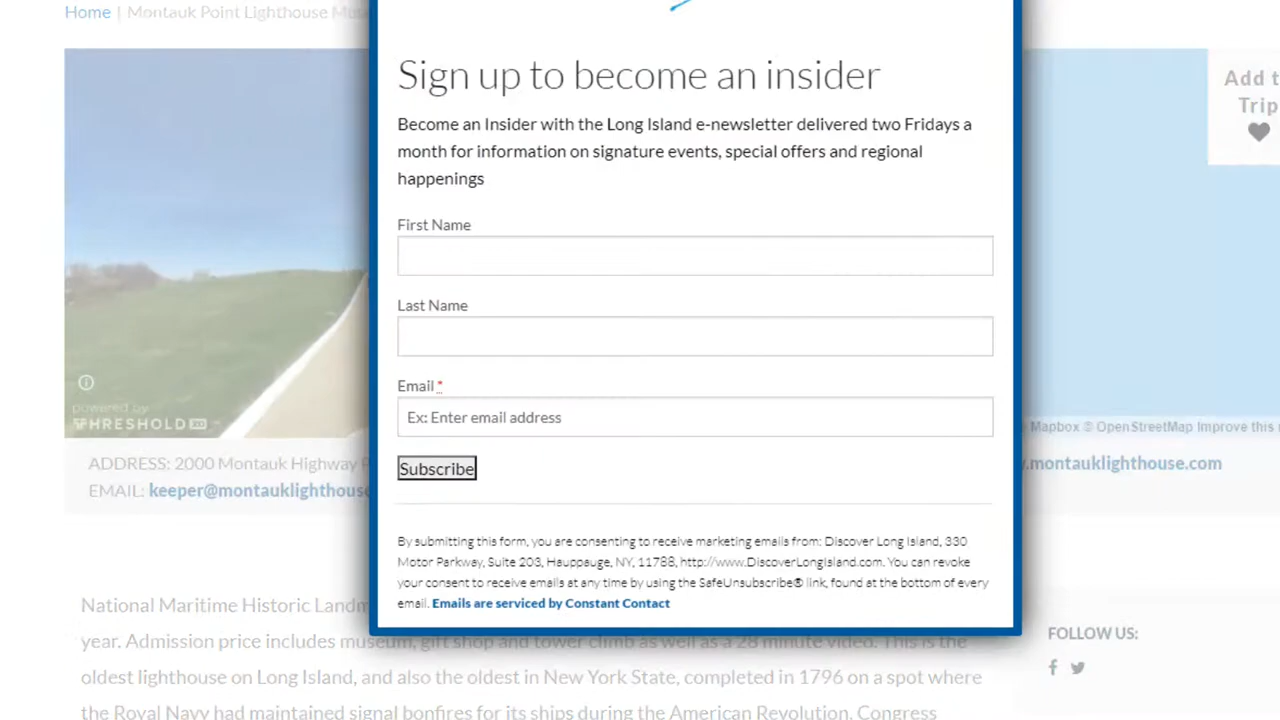 Home | Montauk Point Lighthouse
Sign up to become an insider
Become an Insider with the Long Island e-newsletter delivered two Fridays a
month for information on signature events, special offers and regional
happenings
First Name
Last Name
Email *
Ex: Enter email address
Subscribe
By submitting this form, you are consenting to receive marketing emails from: Discover Long Island, 330
Motor Parkway, Suite 203, Hauppauge, NY, 11788, http://www.DiscoverLongIsland.com. You can revoke
your consent to receive emails at any time by using the SafeUnsubscribe® link, found at the bottom of every
email. Emails are serviced by Constant Contact
Add
Trip
powered by
THRESHOLD 360
Mapbox © OpenStreetMap Improve this
ADDRESS: 2000 Montauk Highway
.montauklighthouse.com
EMAIL: keeper@montauklighthouse
National Maritime Historic
year. Admission price includes museum, gift shop and tower climb as well as a 28 minute video. This is the
oldest lighthouse on Long Island, and also the oldest in New York State, completed in 1796 on a spot where
the Royal Navy had maintained signal bonfires for its ships during the American Revolution. Congress
FOLLOW US: